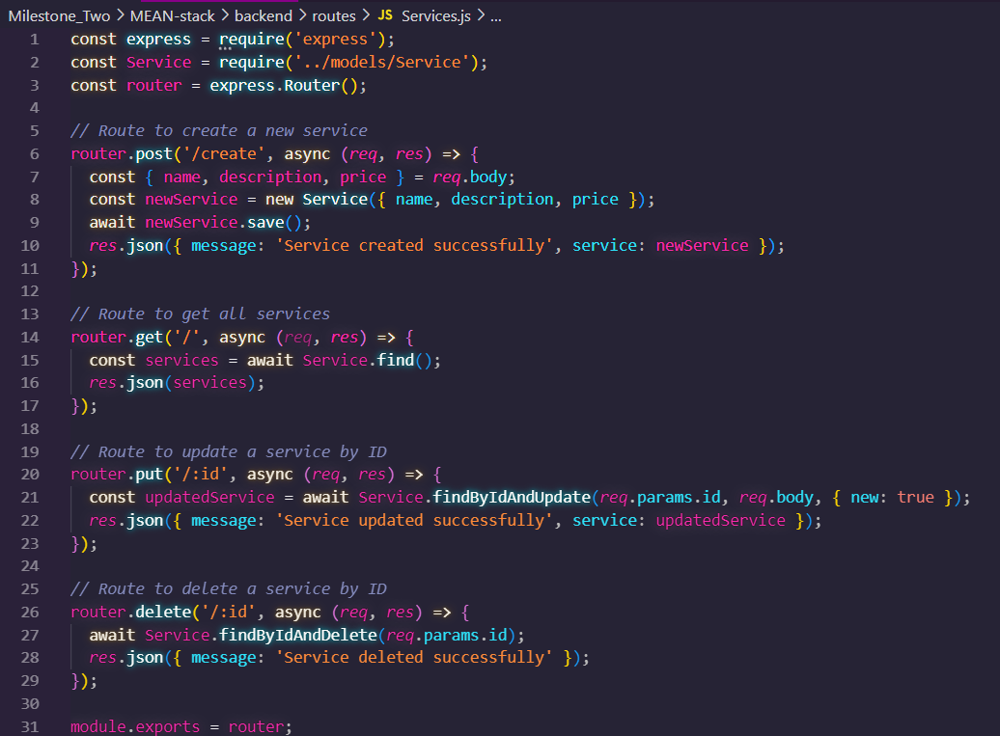 Milestone_Two > MEAN-stack > backend > routes > JS Services.js > ...
1 const express = require('express');
2 const Service = require('../models/Service');
3 const router = express.Router();
4
5 // Route to create a new service
6 router.post('/create', async (req, res) => {
7   const { name, description, price } = req.body;
8   const newService = new Service({ name, description, price });
9   await newService.save();
10   res.json({ message: 'Service created successfully', service: newService });
11 });
12
13 // Route to get all services
14 router.get('/', async (req, res) => {
15   const services = await Service.find();
16   res.json(services);
17 });
18
19 // Route to update a service by ID
20 router.put('/:id', async (req, res) => {
21   const updatedService = await Service.findByIdAndUpdate(req.params.id, req.body, { new: true });
22   res.json({ message: 'Service updated successfully', service: updatedService });
23 });
24
25 // Route to delete a service by ID
26 router.delete('/:id', async (req, res) => {
27   await Service.findByIdAndDelete(req.params.id);
28   res.json({ message: 'Service deleted successfully' });
29 });
30
31 module.exports = router;